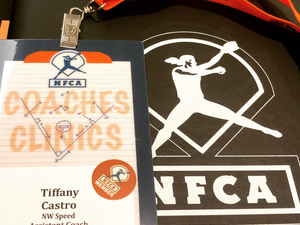 NFCA
COACHES
CLINICS
Tiffany
Castro
NW Speed
Assistant Coach
NFCA